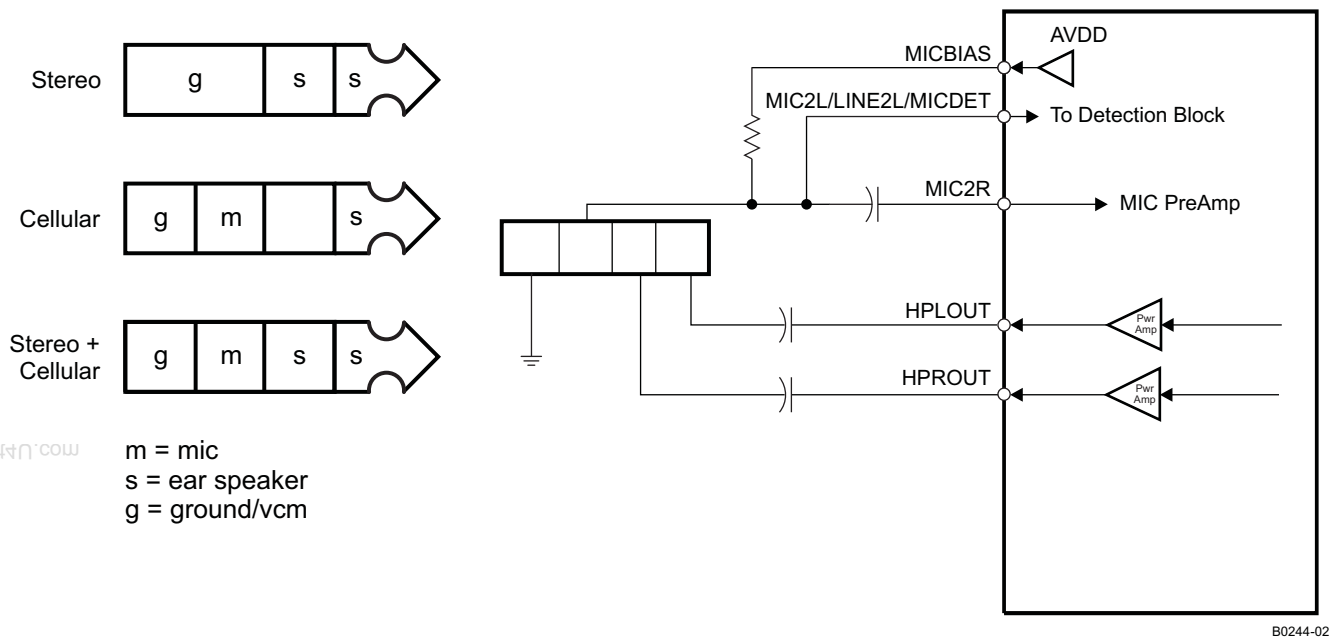 Stereo
g s s
Cellular
g m s
Stereo +
Cellular
g m s s
m = mic
s = ear speaker
g = ground/vcm
AVDD
MICBIAS
MIC2L/LINE2L/MICDET
To Detection Block
MIC2R
MIC PreAmp
HPLOUT
Pwr
Amp
HPROUT
Pwr
Amp
B0244-02